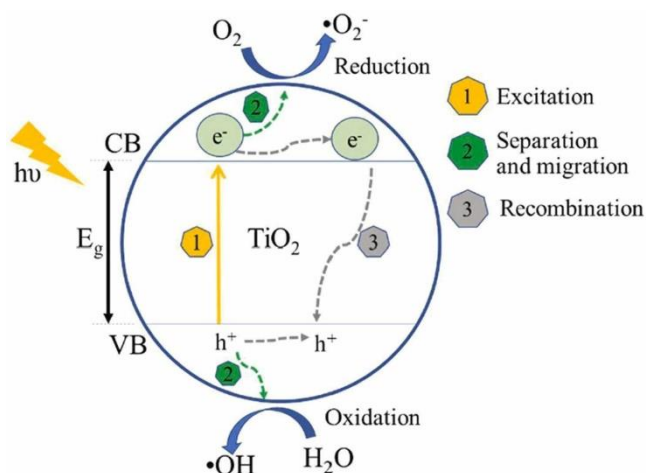 O₂
•O₂⁻
Reduction
2
e⁻
e⁻
CB
hυ
E_g
1
TiO₂
3
VB
h⁺
h⁺
2
Oxidation
•OH
H₂O
1 Excitation
2 Separation
and migration
3 Recombination